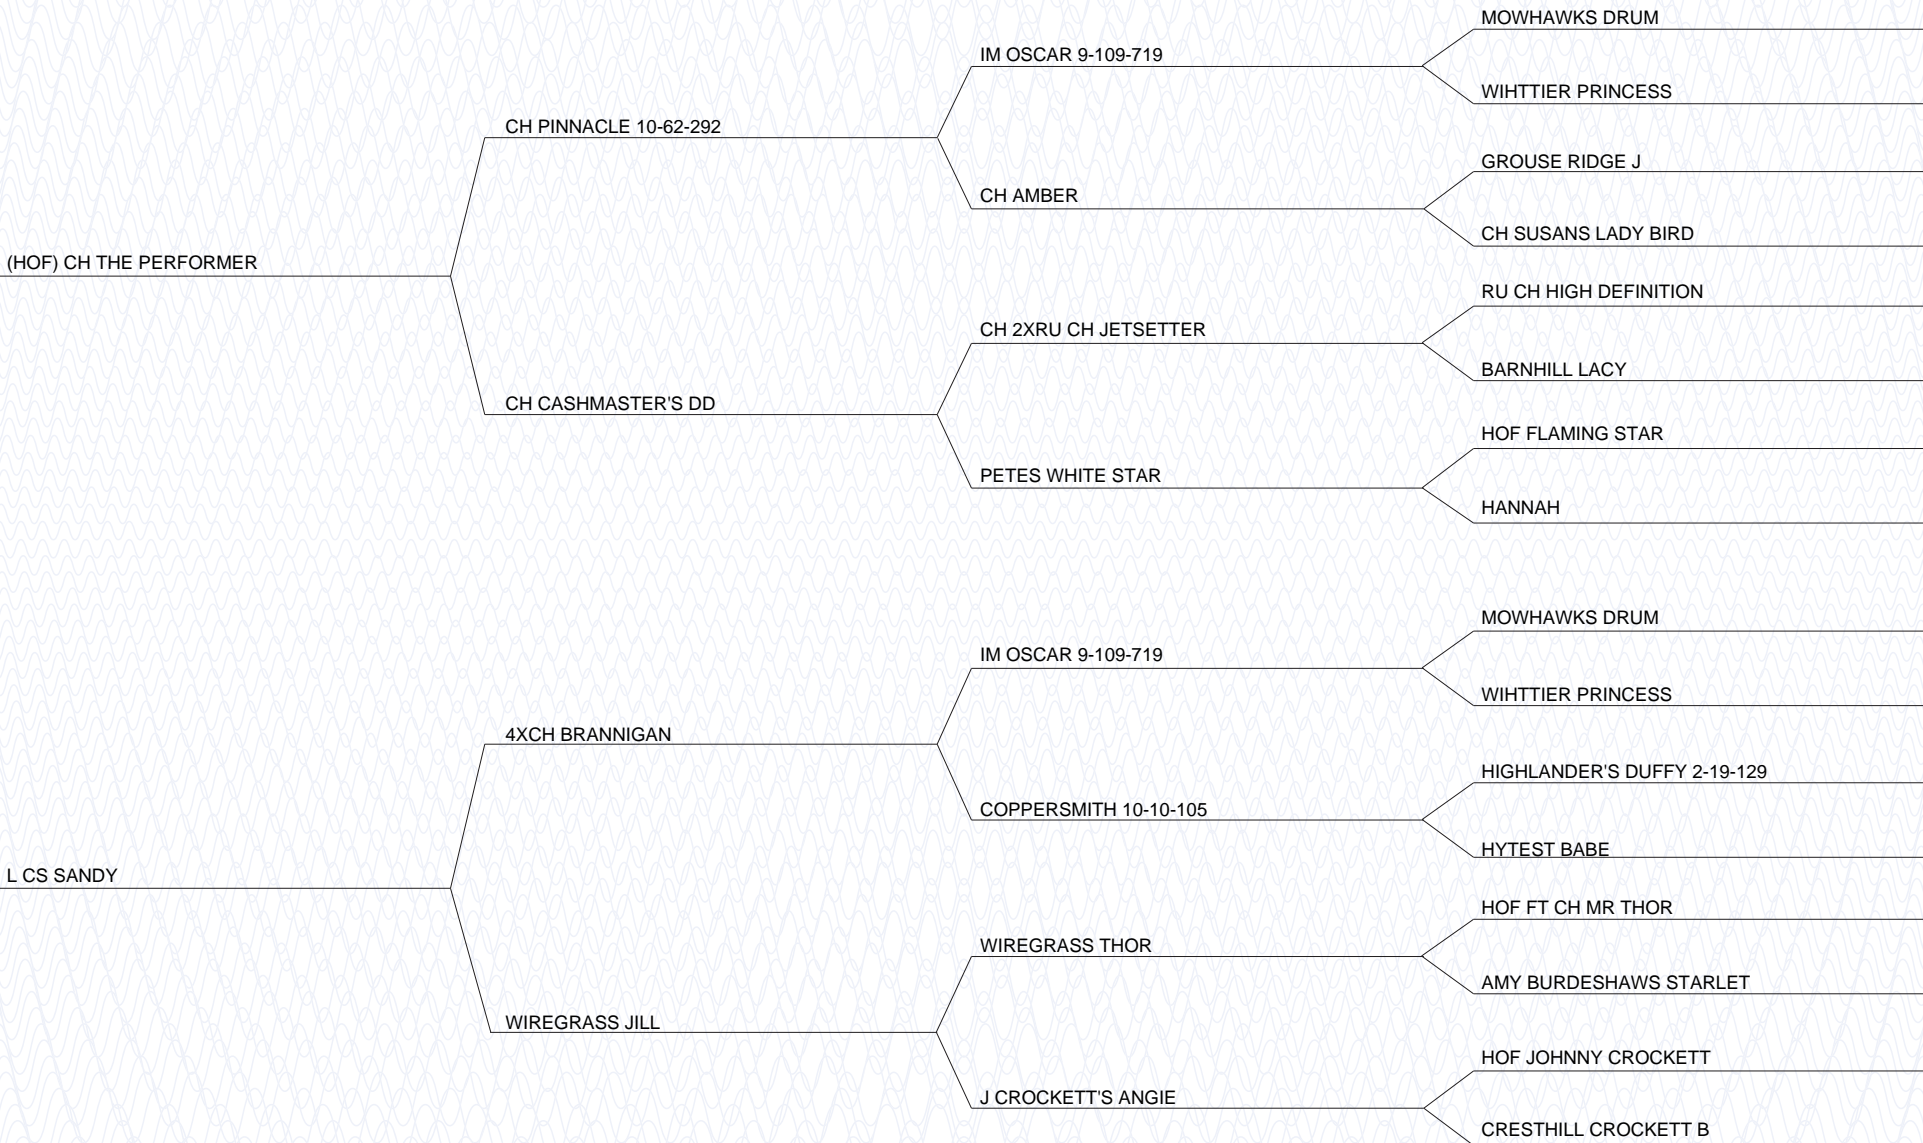 MOWHAWKS DRUM
IM OSCAR 9-109-719
WIHTTIER PRINCESS
CH PINNACLE 10-62-292
GROUSE RIDGE J
CH AMBER
CH SUSANS LADY BIRD
(HOF) CH THE PERFORMER
RU CH HIGH DEFINITION
CH 2XRU CH JETSETTER
BARNHILL LACY
CH CASHMASTER'S DD
HOF FLAMING STAR
PETES WHITE STAR
HANNAH
MOWHAWKS DRUM
IM OSCAR 9-109-719
WIHTTIER PRINCESS
4XCH BRANNIGAN
HIGHLANDER'S DUFFY 2-19-129
COPPERSMITH 10-10-105
HYTEST BABE
L CS SANDY
HOF FT CH MR THOR
WIREGRASS THOR
AMY BURDESHAWS STARLET
WIREGRASS JILL
HOF JOHNNY CROCKETT
J CROCKETT'S ANGIE
CRESTHILL CROCKETT B